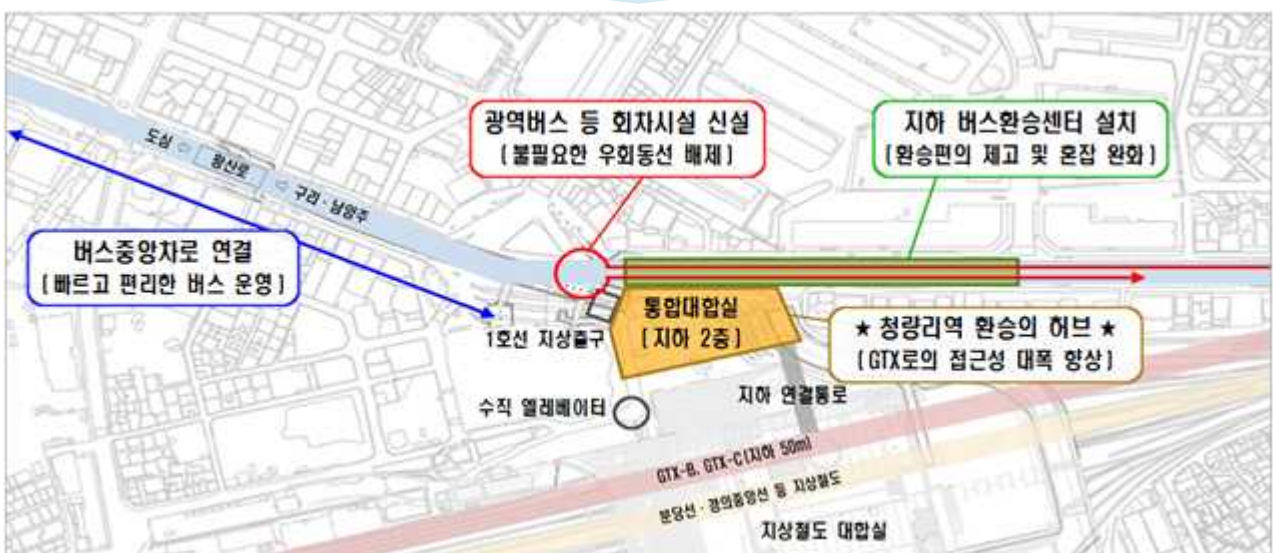 광역버스 등 회차시설 신설
(불필요한 우회동선 배제)
지하 버스환승센터 설치
(환승편의 제고 및 혼잡 완화)
도심 ⇦ 왕산로 ⇦ 구리·남양주
버스중앙차로 연결
(빠르고 편리한 버스 운영)
1호선 지상출구
통합대합실
(지하 2층)
★ 청량리역 환승의 허브 ★
(GTX로의 접근성 대폭 향상)
수직 엘레베이터
지하 연결통로
GTX-B, GTX-C(지하 50m)
분당선·경의중앙선 등 지상철도
지상철도 대합실